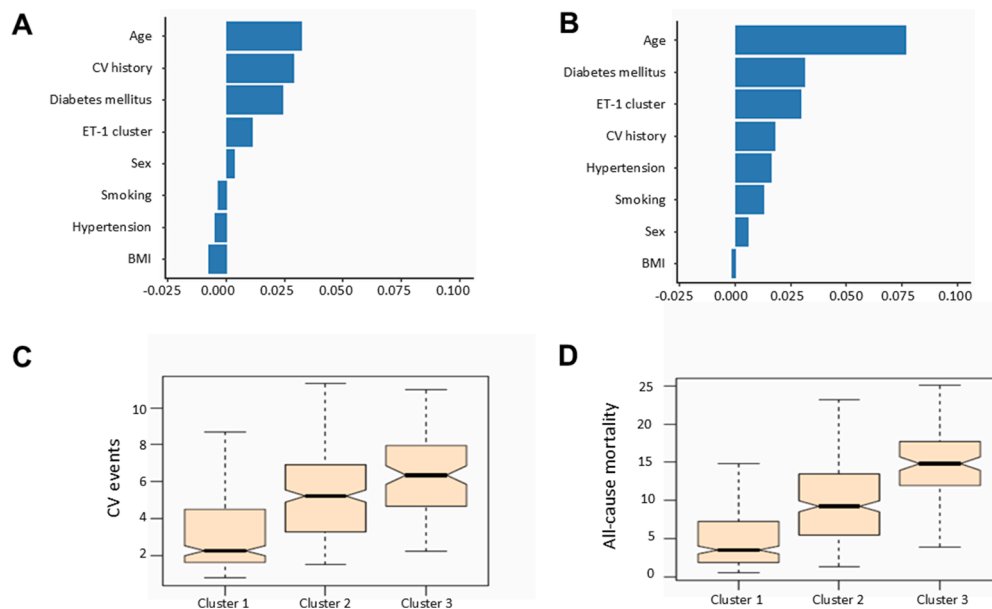 A
Age
CV history
Diabetes mellitus
ET-1 cluster
Sex
Smoking
Hypertension
BMI
-0.025 0.000 0.025 0.050 0.075 0.100
B
Age
Diabetes mellitus
ET-1 cluster
CV history
Hypertension
Smoking
Sex
BMI
-0.025 0.000 0.025 0.050 0.075 0.100
C
CV events
10
8
6
4
2
Cluster 1 Cluster 2 Cluster 3
D
All-cause mortality
25
20
15
10
5
0
Cluster 1 Cluster 2 Cluster 3